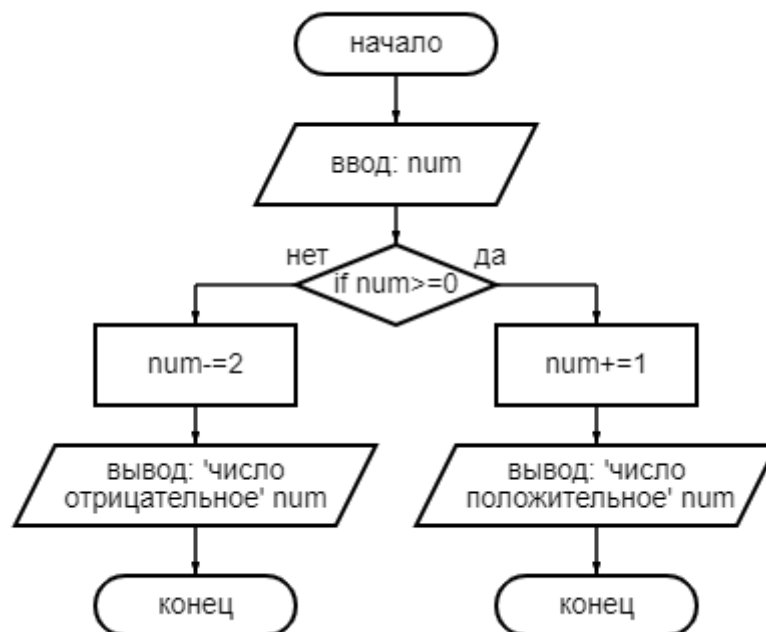 начало
ввод: num
нет
да
if num>=0
num-=2
num+=1
вывод: 'число
отрицательное' num
вывод: 'число
положительное' num
конец
конец